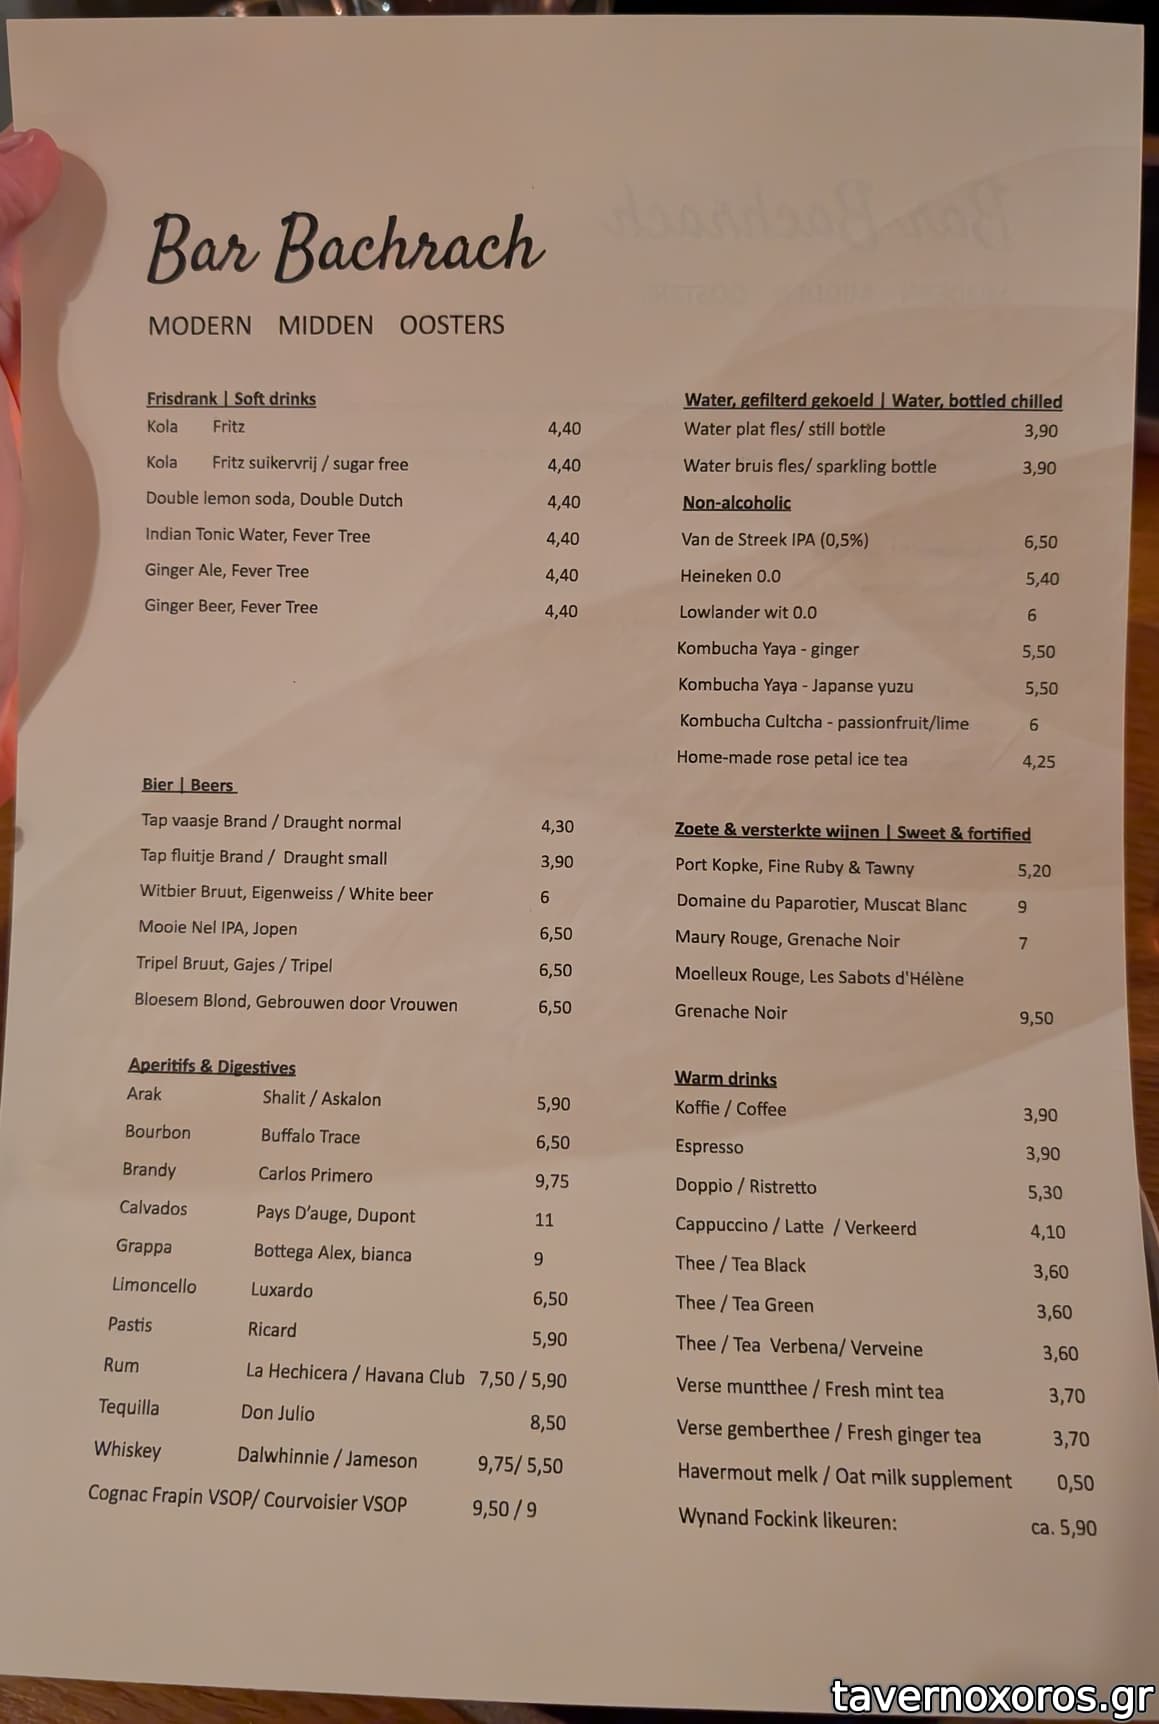 Bar Bachrach
MODERN MIDDEN OOSTERS
Frisdrank | Soft drinks
Kola Fritz 4,40
Kola Fritz suikervrij / sugar free 4,40
Double lemon soda, Double Dutch 4,40
Indian Tonic Water, Fever Tree 4,40
Ginger Ale, Fever Tree 4,40
Ginger Beer, Fever Tree 4,40
Bier | Beers
Tap vaasje Brand / Draught normal 4,30
Tap fluitje Brand / Draught small 3,90
Witbier Bruut, Eigenweiss / White beer 6
Mooie Nel IPA, Jopen 6,50
Tripel Bruut, Gajes / Tripel 6,50
Bloesem Blond, Gebrouwen door Vrouwen 6,50
Aperitifs & Digestives
Arak Shalit / Askalon 5,90
Bourbon Buffalo Trace 6,50
Brandy Carlos Primero 9,75
Calvados Pays D'auge, Dupont 11
Grappa Bottega Alex, bianca 9
Limoncello Luxardo 6,50
Pastis Ricard 5,90
Rum La Hechicera / Havana Club 7,50 / 5,90
Tequilla Don Julio 8,50
Whiskey Dalwhinnie / Jameson 9,75/ 5,50
Cognac Frapin VSOP/ Courvoisier VSOP 9,50 / 9
Water, gefilterd gekoeld | Water, bottled chilled
Water plat fles/ still bottle 3,90
Water bruis fles/ sparkling bottle 3,90
Non-alcoholic
Van de Streek IPA (0,5%) 6,50
Heineken 0.0 5,40
Lowlander wit 0.0 6
Kombucha Yaya - ginger 5,50
Kombucha Yaya - Japanse yuzu 5,50
Kombucha Cultcha - passionfruit/lime 6
Home-made rose petal ice tea 4,25
Zoete & versterkte wijnen | Sweet & fortified
Port Kopke, Fine Ruby & Tawny 5,20
Domaine du Paparotier, Muscat Blanc 9
Maury Rouge, Grenache Noir 7
Moelleux Rouge, Les Sabots d'Hélène
Grenache Noir 9,50
Warm drinks
Koffie / Coffee 3,90
Espresso 3,90
Doppio / Ristretto 5,30
Cappuccino / Latte / Verkeerd 4,10
Thee / Tea Black 3,60
Thee / Tea Green 3,60
Thee / Tea Verbena/ Verveine 3,60
Verse muntthee / Fresh mint tea 3,70
Verse gemberthee / Fresh ginger tea 3,70
Havermout melk / Oat milk supplement 0,50
Wynand Fockink likeuren: ca. 5,90
tavernoxoros.gr